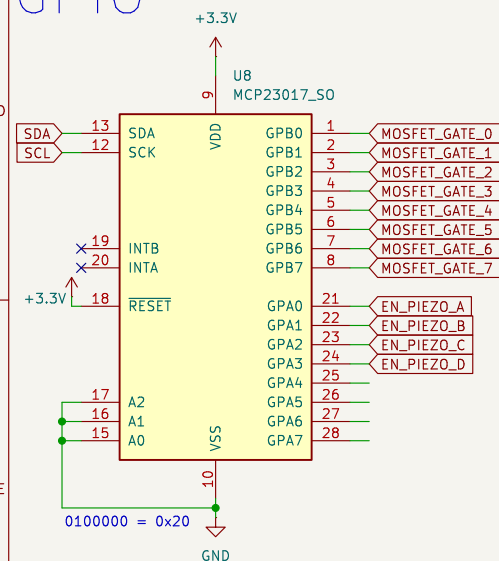 GPIO
+3.3V
U8
MCP23017_SO
9
VDD
SDA 13 SDA GPB0 1 MOSFET_GATE_0
SCL 12 SCK GPB1 2 MOSFET_GATE_1
GPB2 3 MOSFET_GATE_2
GPB3 4 MOSFET_GATE_3
GPB4 5 MOSFET_GATE_4
GPB5 6 MOSFET_GATE_5
19 INTB GPB6 7 MOSFET_GATE_6
20 INTA GPB7 8 MOSFET_GATE_7
+3.3V 18 RESET GPA0 21 EN_PIEZO_A
GPA1 22 EN_PIEZO_B
GPA2 23 EN_PIEZO_C
GPA3 24 EN_PIEZO_D
GPA4 25
17 A2 GPA5 26
16 A1 GPA6 27
15 A0 GPA7 28
VSS
10
0100000 = 0x20
GND